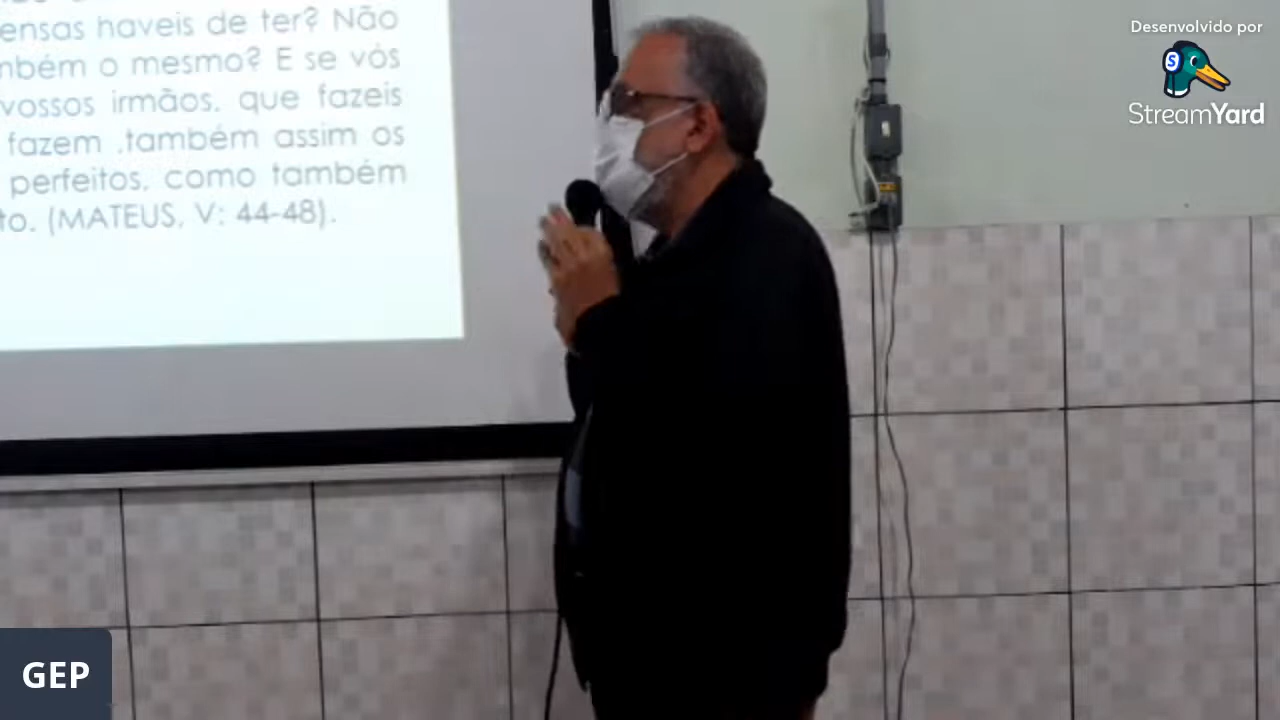 ensas haveis de ter? Não
mbém o mesmo? E se vós
vossos irmãos, que fazeis
fazem ,também assim os
perfeitos, como também
to. (MATEUS, V: 44-48).
Desenvolvido por
StreamYard
GEP